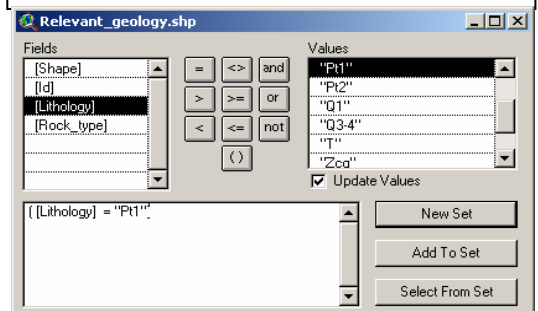 Relevant_geology.shp
Fields
[Shape]
[Id]
[Lithology]
[Rock_type]
= <> and
> >= or
< <= not
()
Values
"Pt1"
"Pt2"
"Q1"
"Q3-4"
"T"
"Zcq"
Update Values
( [Lithology] = "Pt1"
New Set
Add To Set
Select From Set